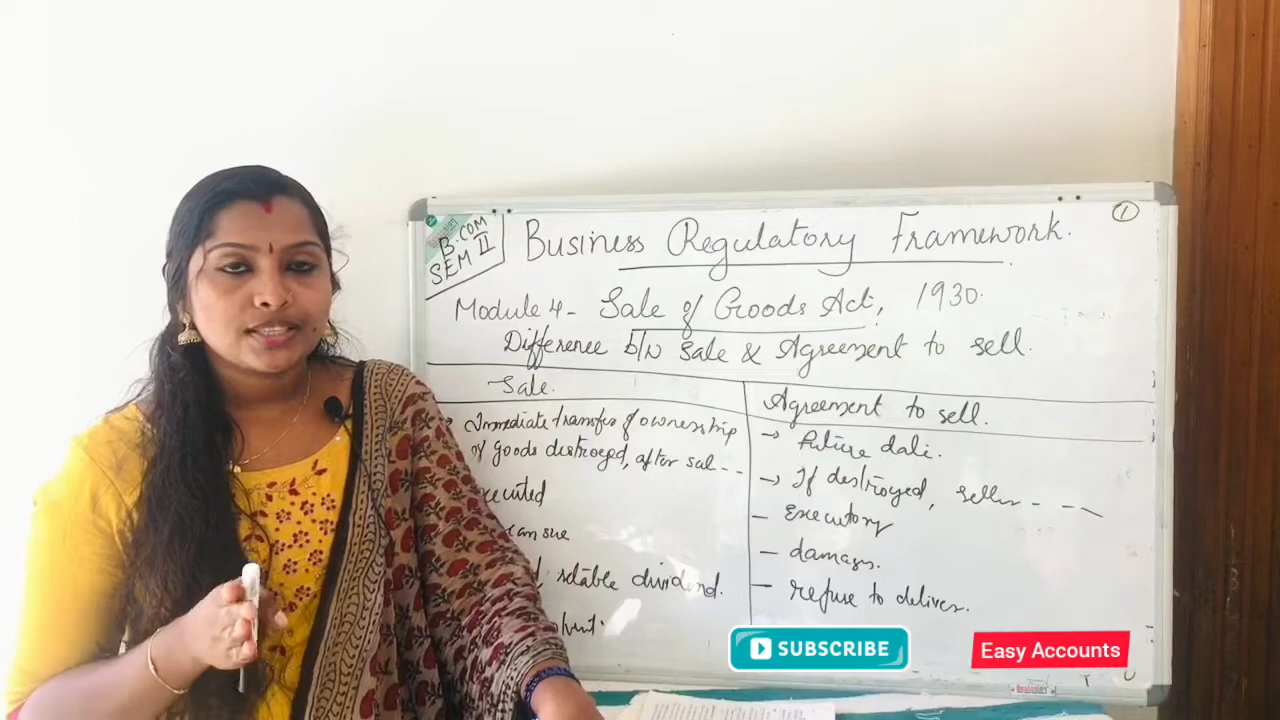 B.COM
SEM II
Business Regulatory Framework.
1
Module 4 - Sale of Goods Act, 1930.
Difference b/w Sale & Agreement to sell.
Sale.
Immediate transfer of ownership
of goods destroyed, after sal---
can sue
ratable dividend.
Agreement to sell.
→ future date.
→ If destroyed, seller ---
— Executory
— damages.
— refuse to deliver.
SUBSCRIBE
Easy Accounts